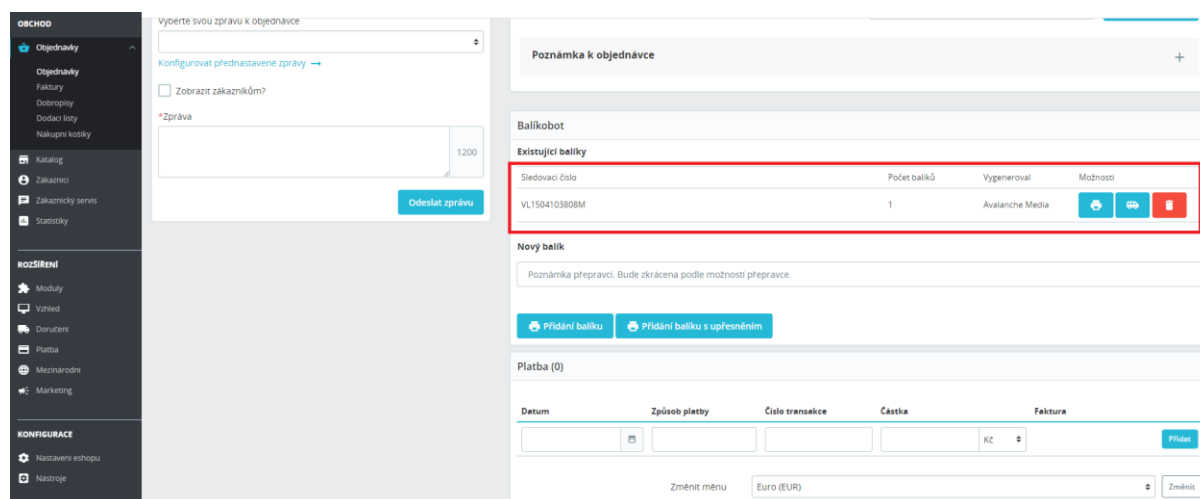 OBCHOD
Objednávky
Objednávky
Faktury
Dobropisy
Dodací listy
Nákupní košíky
Katalog
Zákazníci
Zákaznický servis
Statistiky
ROZŠÍŘENÍ
Moduly
Vzhled
Doručení
Platba
Mezinárodní
Marketing
KONFIGURACE
Nastavení eshopu
Nástroje
Vyberte svou zprávu k objednávce
Konfigurovat přednastavené zprávy →
Zobrazit zákazníkům?
*Zpráva
1200
Odeslat zprávu
Poznámka k objednávce
+
Balíkobot
Existující balíky
Sledovací číslo Počet balíků Vygeneroval Možnosti
VL1504103808M 1 Avalanche Media
Nový balík
Poznámka přepravci. Bude zkrácena podle možností přepravce.
Přidání balíku Přidání balíku s upřesněním
Platba (0)
Datum Způsob platby Číslo transakce Částka Faktura
Kč Přidat
Změnit měnu Euro (EUR) Změnit